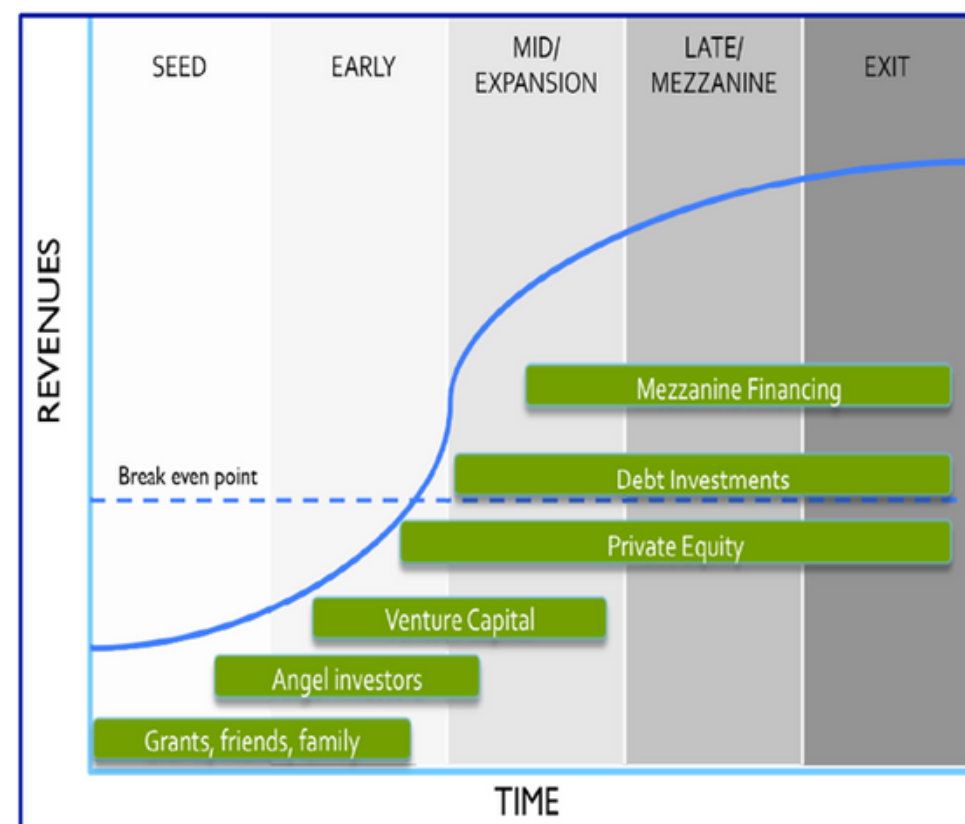 SEED
EARLY
MID/
EXPANSION
LATE/
MEZZANINE
EXIT
REVENUES
Mezzanine Financing
Break even point
Debt Investments
Private Equity
Venture Capital
Angel investors
Grants, friends, family
TIME